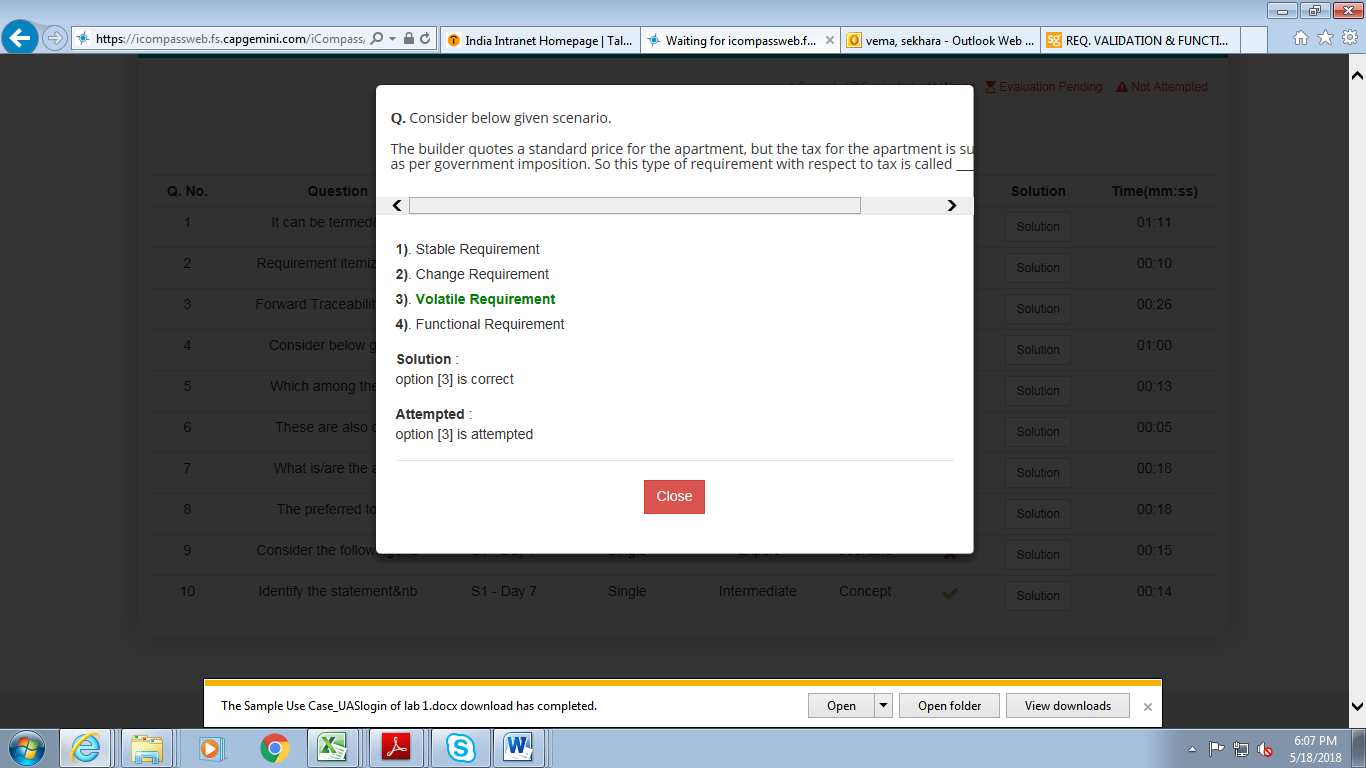 https://icompassweb.fs.capgemini.com/iCompass/
India Intranet Homepage | Tal...
Waiting for icompassweb.f...
vema, sekhara - Outlook Web ...
REQ. VALIDATION & FUNCTI...
Evaluation Pending
Not Attempted
Q. Consider below given scenario.
The builder quotes a standard price for the apartment, but the tax for the apartment is su
as per government imposition. So this type of requirement with respect to tax is called ___
Q. No. Question Solution Time(mm:ss)
1 It can be termed& Solution 01:11
2 Requirement itemiz Solution 00:10
3 Forward Traceabilit Solution 00:26
4 Consider below g Solution 01:00
5 Which among the Solution 00:13
6 These are also Solution 00:05
7 What is/are the a Solution 00:18
8 The preferred to Solution 00:18
9 Consider the follow Solution 00:15
10 Identify the statement&nb S1 - Day 7 Single Intermediate Concept Solution 00:14
1). Stable Requirement
2). Change Requirement
3). Volatile Requirement
4). Functional Requirement
Solution :
option [3] is correct
Attempted :
option [3] is attempted
Close
The Sample Use Case_UASlogin of lab 1.docx download has completed.
Open
Open folder
View downloads
6:07 PM
5/18/2018